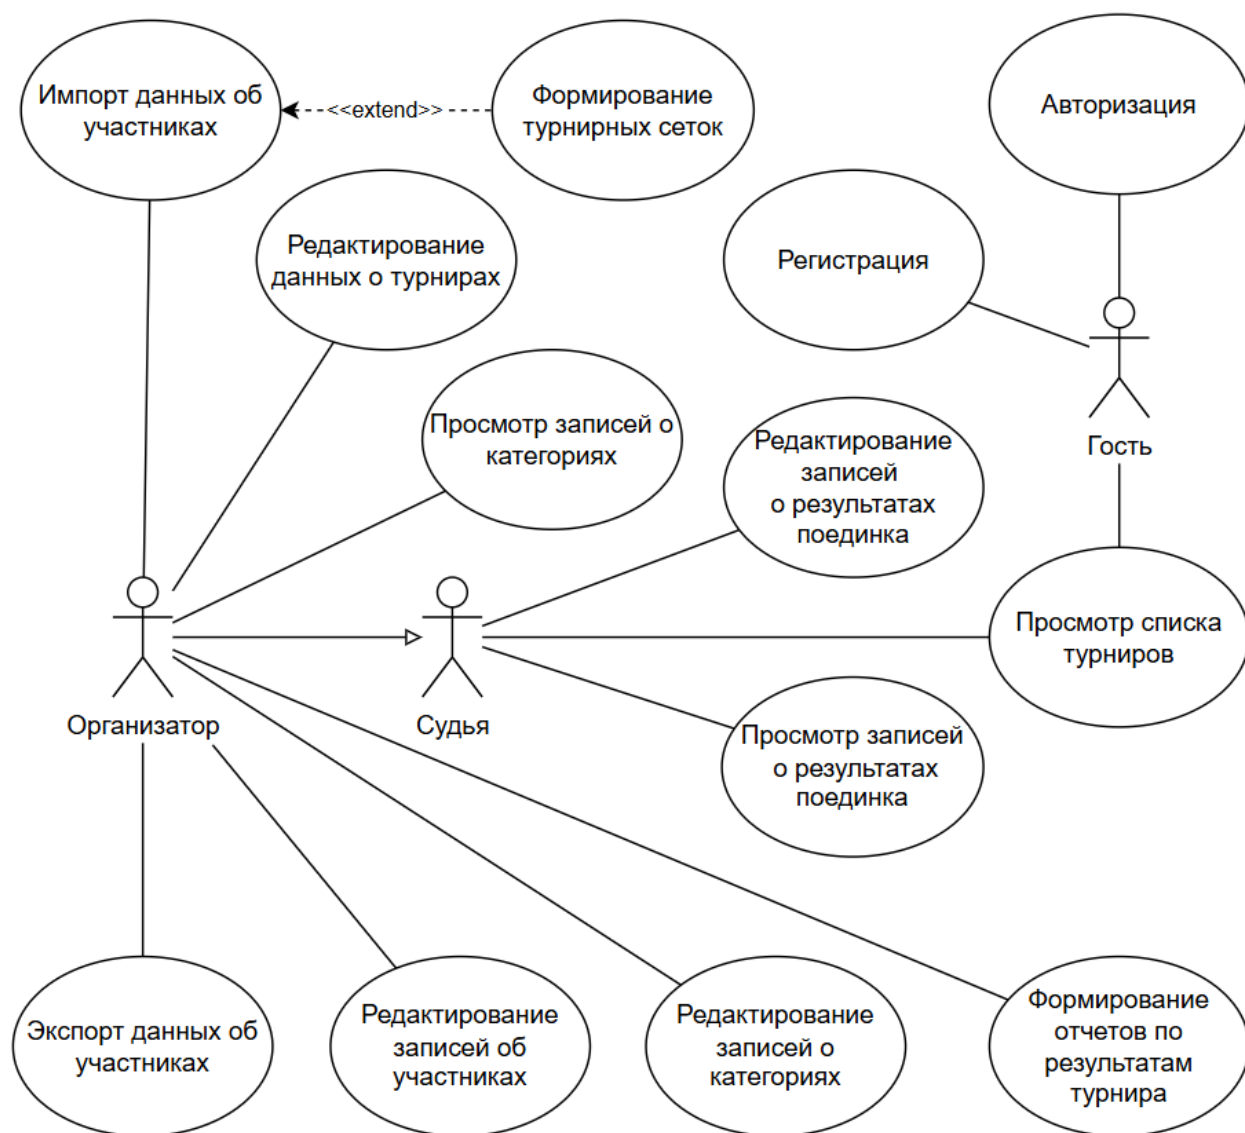 Импорт данных об
участниках
<<extend>>
Формирование
турнирных сеток
Авторизация
Редактирование
данных о турнирах
Регистрация
Просмотр записей о
категориях
Редактирование
записей
о результатах
поединка
Гость
Просмотр списка
турниров
Организатор
Судья
Просмотр записей
о результатах
поединка
Экспорт данных об
участниках
Редактирование
записей об
участниках
Редактирование
записей о
категориях
Формирование
отчетов по
результатам
турнира